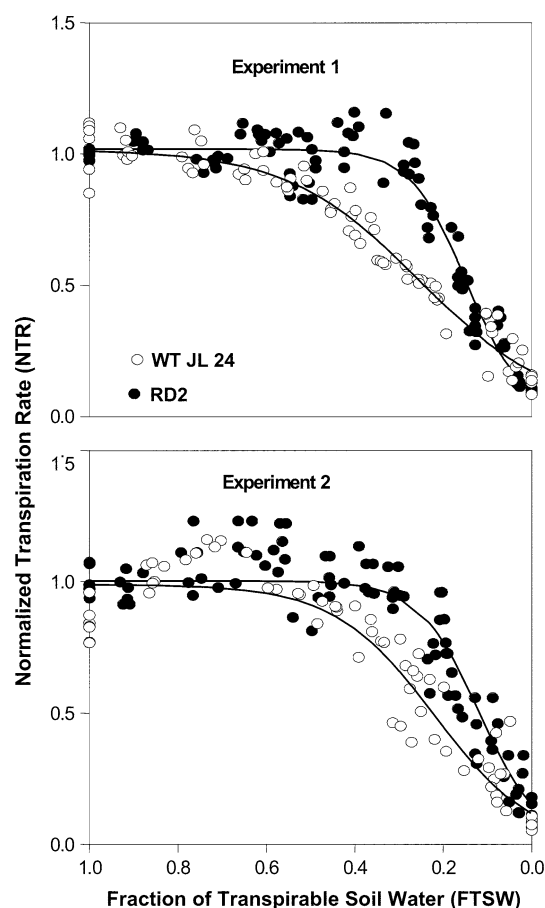 1.5
Experiment 1
1.0
0.5
WT JL 24
RD2
0.0
1.5
Experiment 2
1.0
0.5
0.0
1.0 0.8 0.6 0.4 0.2 0.0
Normalized Transpiration Rate (NTR)
Fraction of Transpirable Soil Water (FTSW)